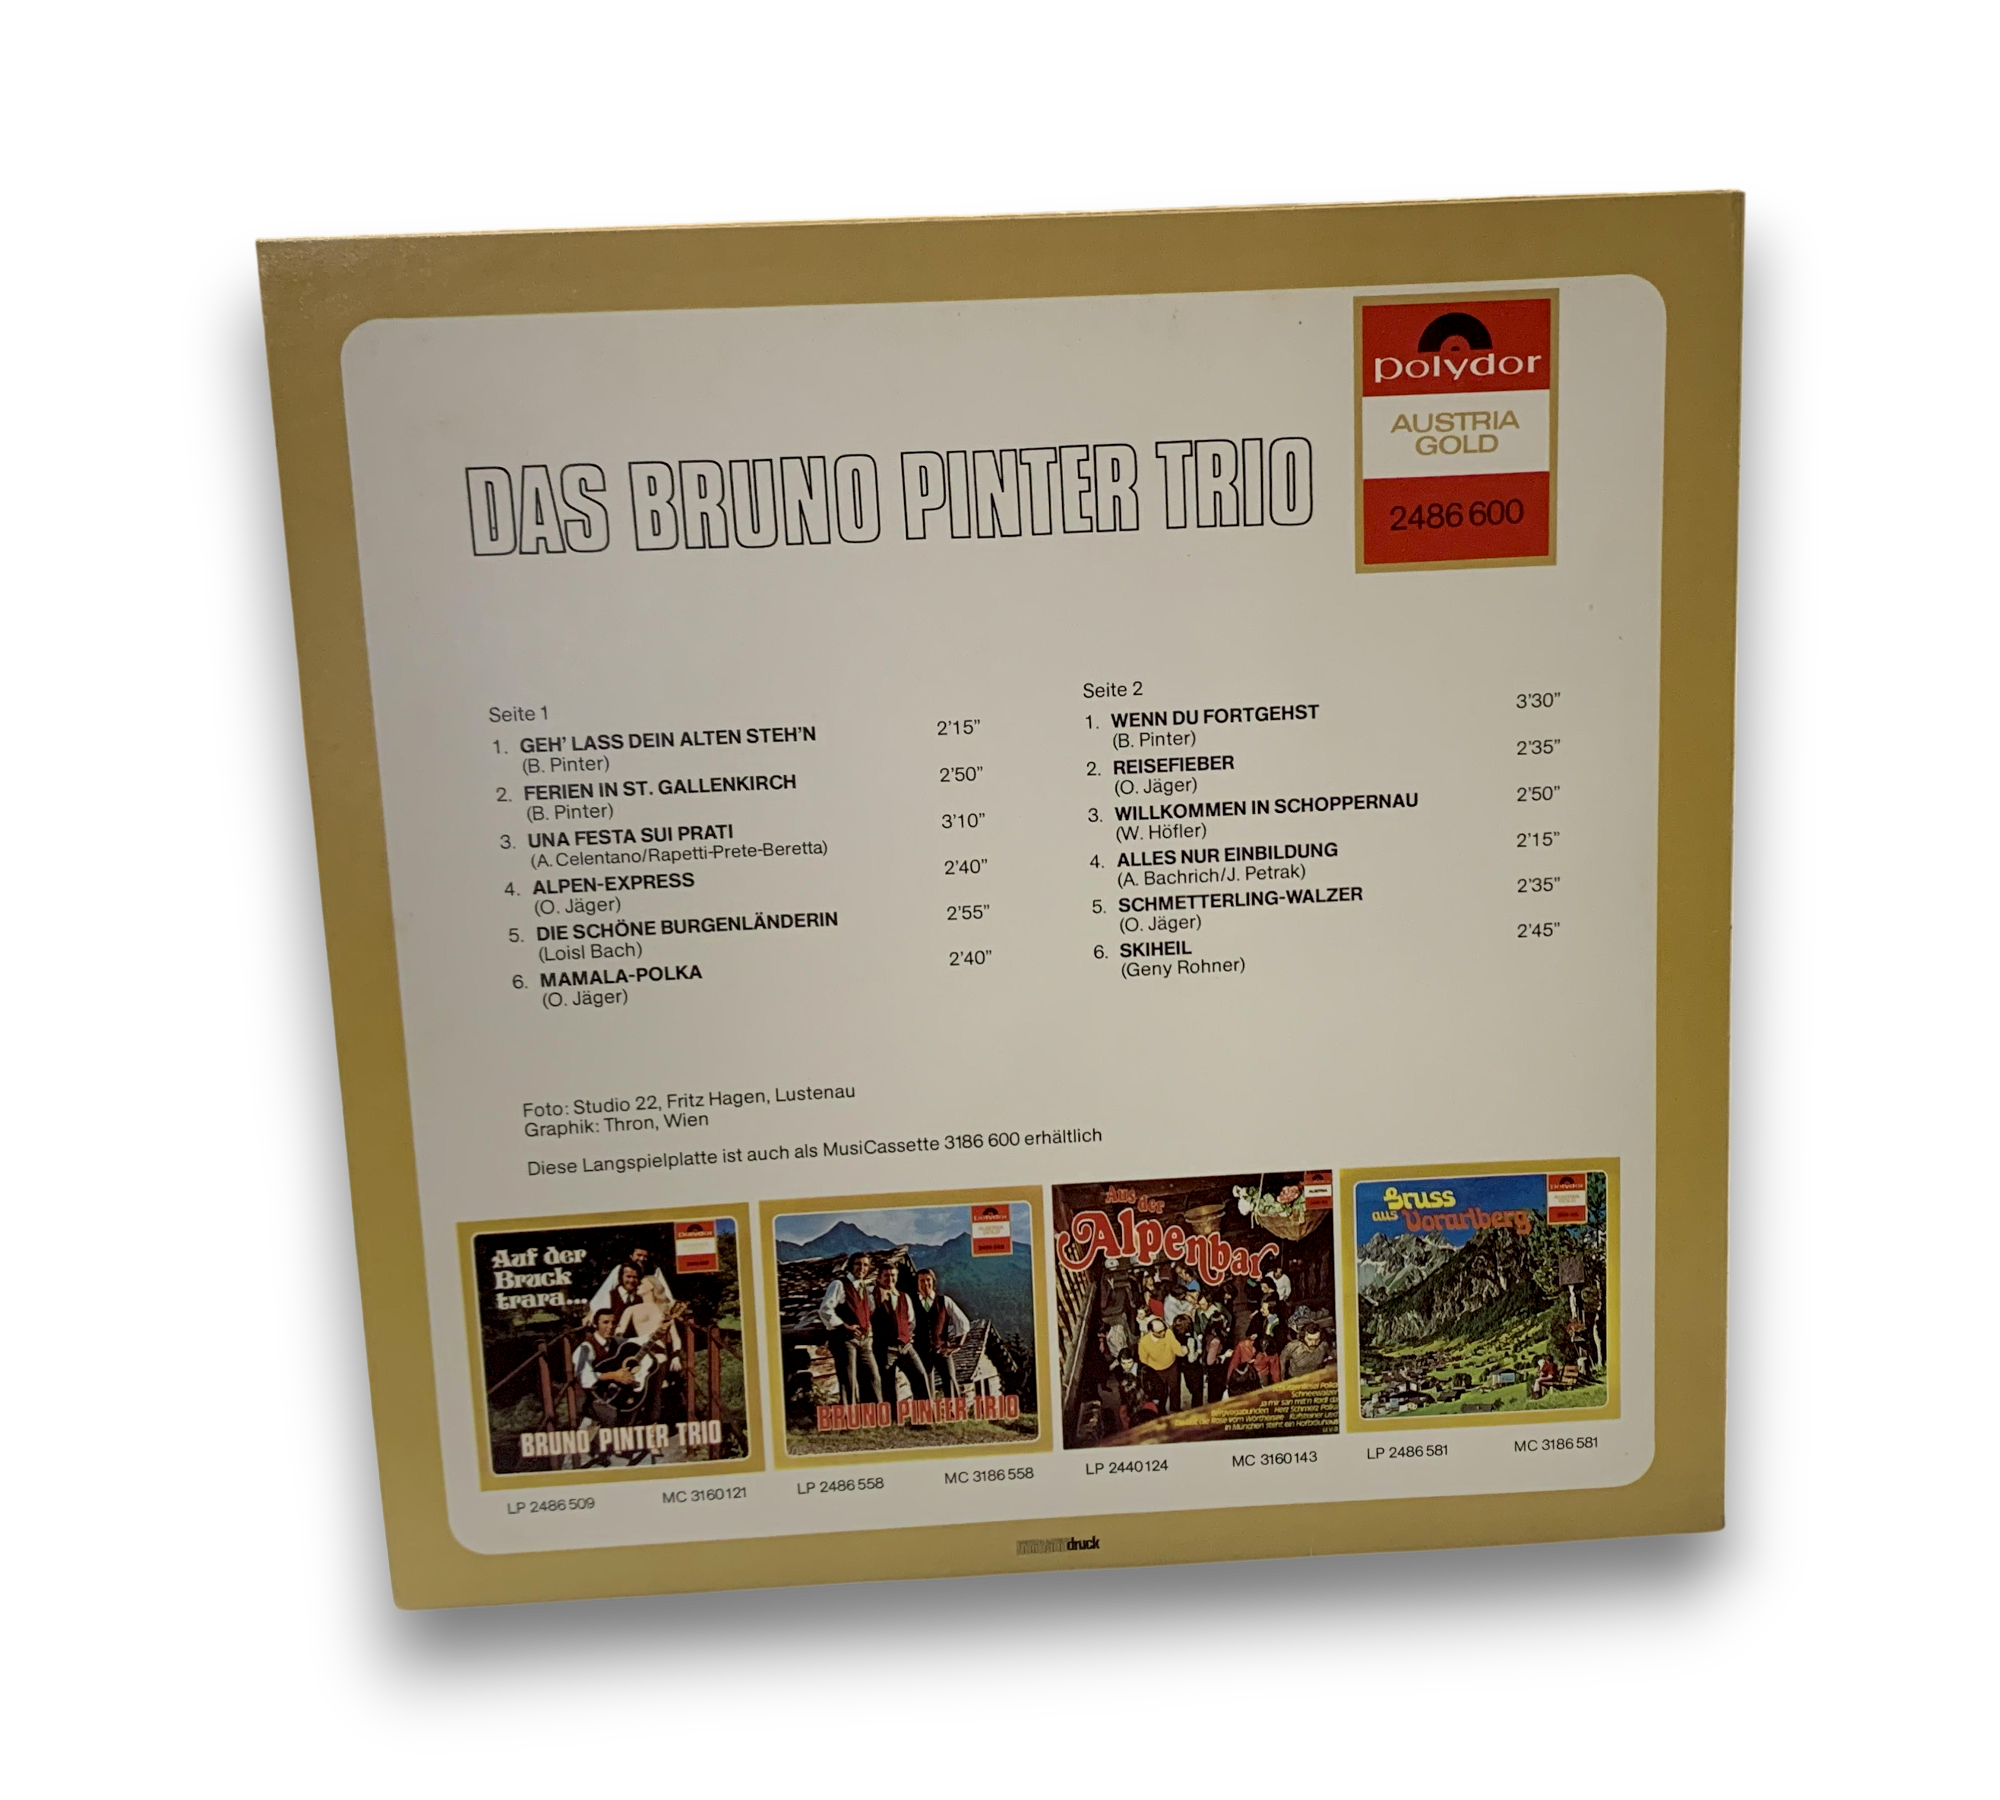 polydor
AUSTRIA
GOLD
2486 600
DAS BRUNO PINTER TRIO
Seite 1
1. GEH' LASS DEIN ALTEN STEH'N 2'15”
(B. Pinter)
2. FERIEN IN ST. GALLENKIRCH 2'50”
(B. Pinter)
3. UNA FESTA SUI PRATI 3'10”
(A. Celentano/Rapetti-Prete-Beretta)
4. ALPEN-EXPRESS 2'40”
(O. Jäger)
5. DIE SCHÖNE BURGENLÄNDERIN 2'55”
(Loisl Bach)
6. MAMALA-POLKA 2'40”
(O. Jäger)
Seite 2
1. WENN DU FORTGEHST 3'30”
(B. Pinter)
2. REISEFIEBER 2'35”
(O. Jäger)
3. WILLKOMMEN IN SCHOPPERNAU 2'50”
(W. Höfler)
4. ALLES NUR EINBILDUNG 2'15”
(A. Bachrich/J. Petrak)
5. SCHMETTERLING-WALZER 2'35”
(O. Jäger)
6. SKIHEIL 2'45”
(Geny Rohner)
Foto: Studio 22, Fritz Hagen, Lustenau
Graphik: Thron, Wien
Diese Langspielplatte ist auch als MusiCassette 3186 600 erhältlich
Auf der
Bruck
trara...
polydor
BRUNO PINTER TRIO
polydor
BRUNO PINTER TRIO
Aus der
Alpenbar
AUSTRIA
Schneewalzer
Gruss
aus Vorarlberg
polydor
LP 2486 509 MC 3160121
LP 2486 558 MC 3186 558
LP 2440124 MC 3160143
LP 2486 581 MC 3186 581
druck